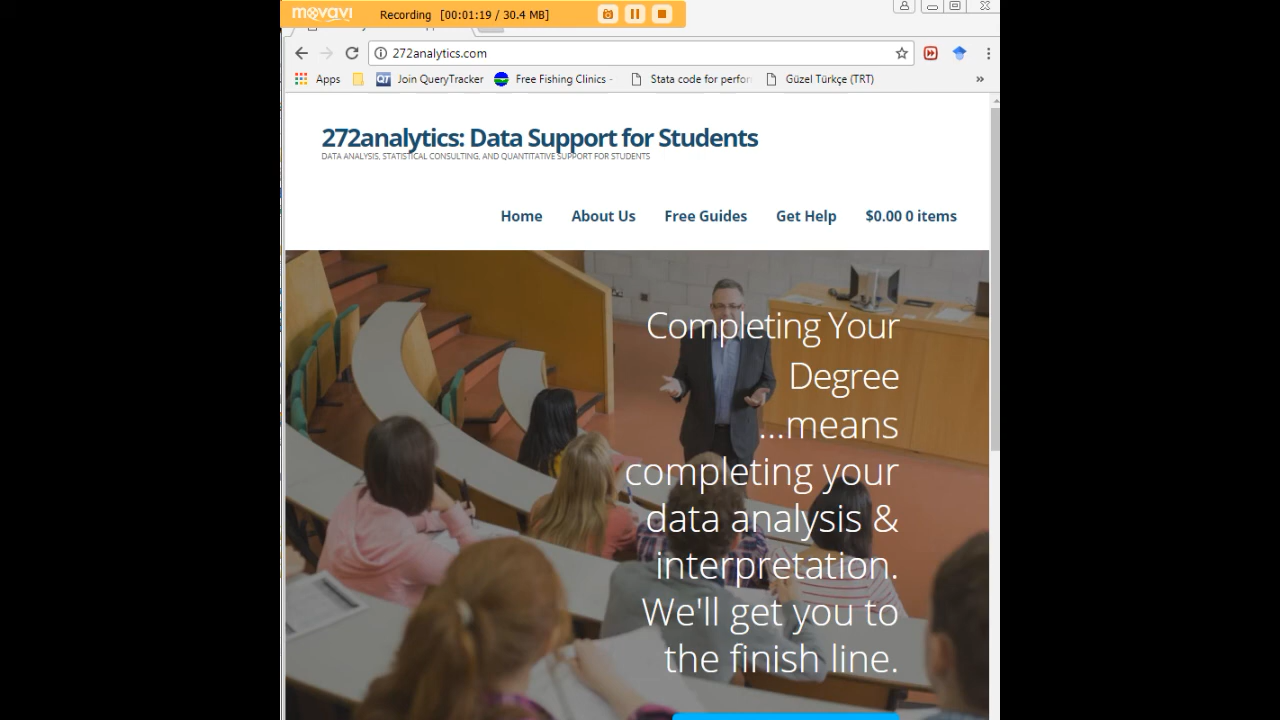 movavi
Recording [00:01:19 / 30.4 MB]
272analytics.com
Apps
QT Join QueryTracker
Free Fishing Clinics -
Stata code for perfor
Güzel Türkçe (TRT)
»
272analytics: Data Support for Students
DATA ANALYSIS, STATISTICAL CONSULTING, AND QUANTITATIVE SUPPORT FOR STUDENTS
Home About Us Free Guides Get Help $0.00 0 items
Completing Your
Degree
...means
completing your
data analysis &
interpretation.
We'll get you to
the finish line.